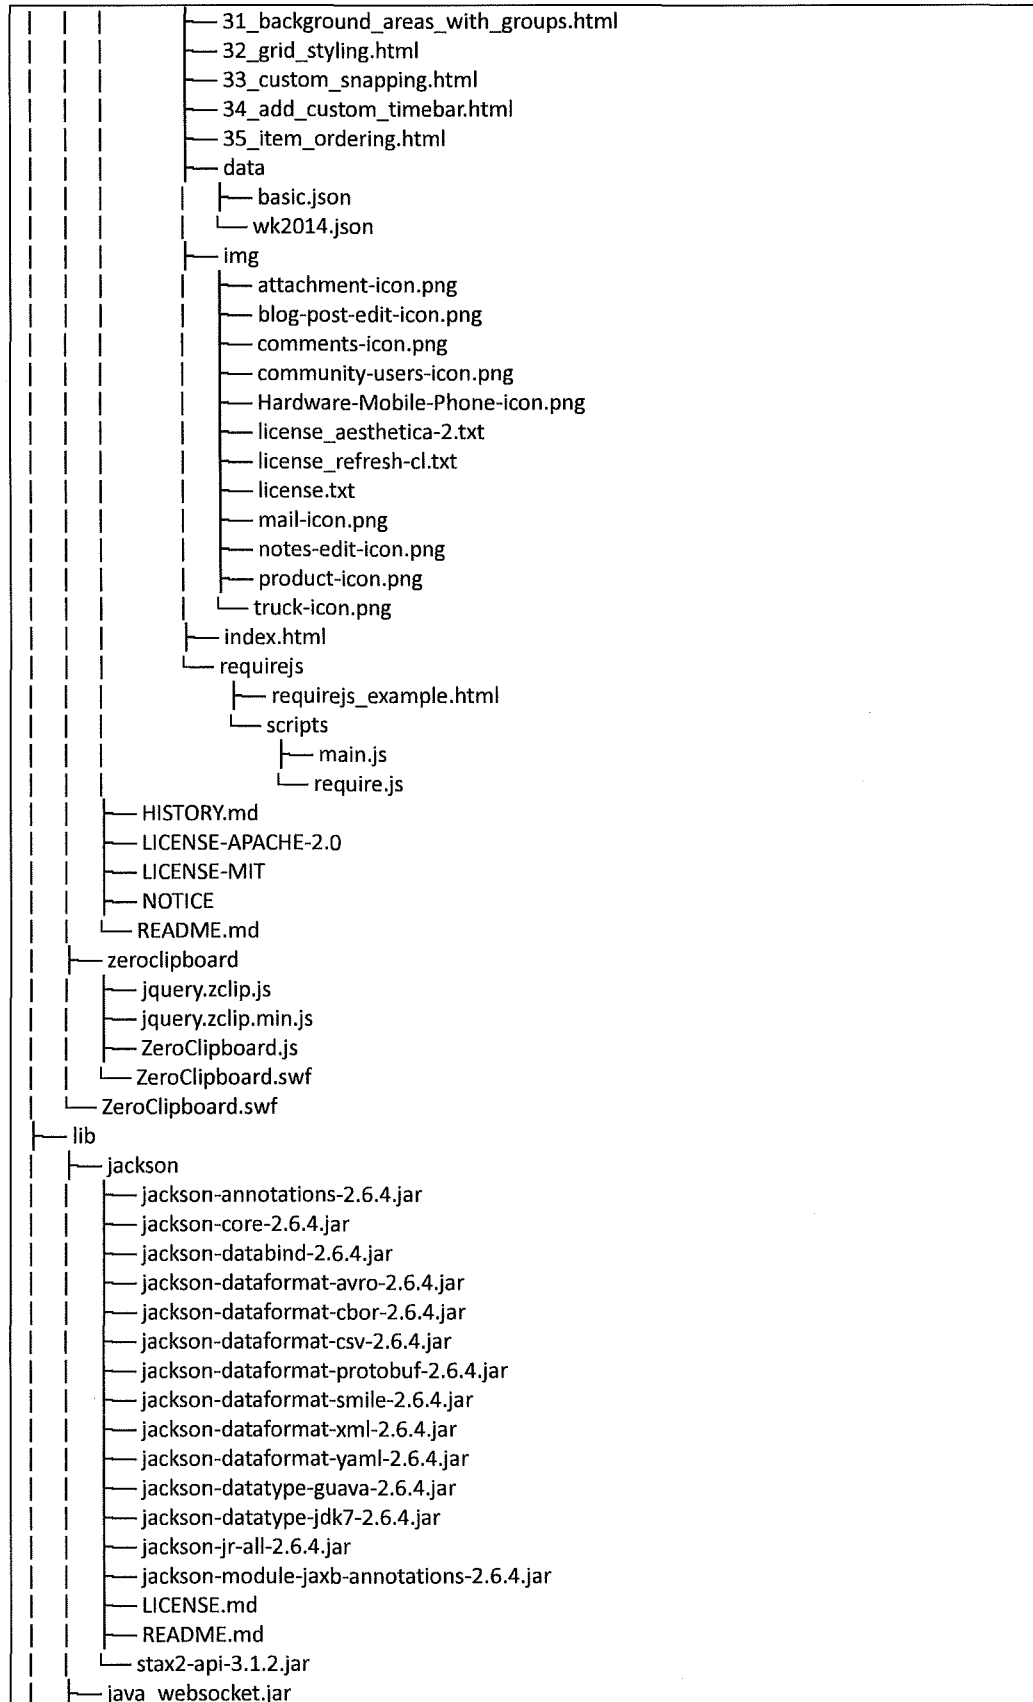 31_background_areas_with_groups.html
32_grid_styling.html
33_custom_snapping.html
34_add_custom_timebar.html
35_item_ordering.html
data
basic.json
wk2014.json
img
attachment-icon.png
blog-post-edit-icon.png
comments-icon.png
community-users-icon.png
Hardware-Mobile-Phone-icon.png
license_aesthetica-2.txt
license_refresh-cl.txt
license.txt
mail-icon.png
notes-edit-icon.png
product-icon.png
truck-icon.png
index.html
requirejs
requirejs_example.html
scripts
main.js
require.js
HISTORY.md
LICENSE-APACHE-2.0
LICENSE-MIT
NOTICE
README.md
zeroclipboard
jquery.zclip.js
jquery.zclip.min.js
ZeroClipboard.js
ZeroClipboard.swf
ZeroClipboard.swf
lib
jackson
jackson-annotations-2.6.4.jar
jackson-core-2.6.4.jar
jackson-databind-2.6.4.jar
jackson-dataformat-avro-2.6.4.jar
jackson-dataformat-cbor-2.6.4.jar
jackson-dataformat-csv-2.6.4.jar
jackson-dataformat-protobuf-2.6.4.jar
jackson-dataformat-smile-2.6.4.jar
jackson-dataformat-xml-2.6.4.jar
jackson-dataformat-yaml-2.6.4.jar
jackson-datatype-guava-2.6.4.jar
jackson-datatype-jdk7-2.6.4.jar
jackson-jr-all-2.6.4.jar
jackson-module-jaxb-annotations-2.6.4.jar
LICENSE.md
README.md
stax2-api-3.1.2.jar
java_websocket.jar